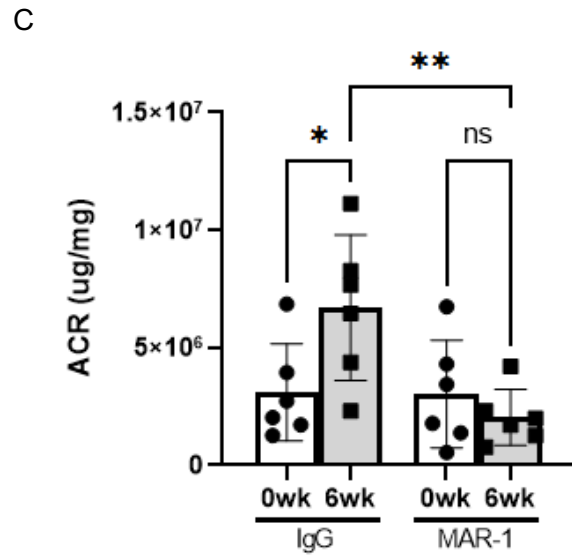 C
**
1.5×10⁷
*
ns
1×10⁷
ACR (ug/mg)
5×10⁶
0
0wk 6wk 0wk 6wk
IgG MAR-1